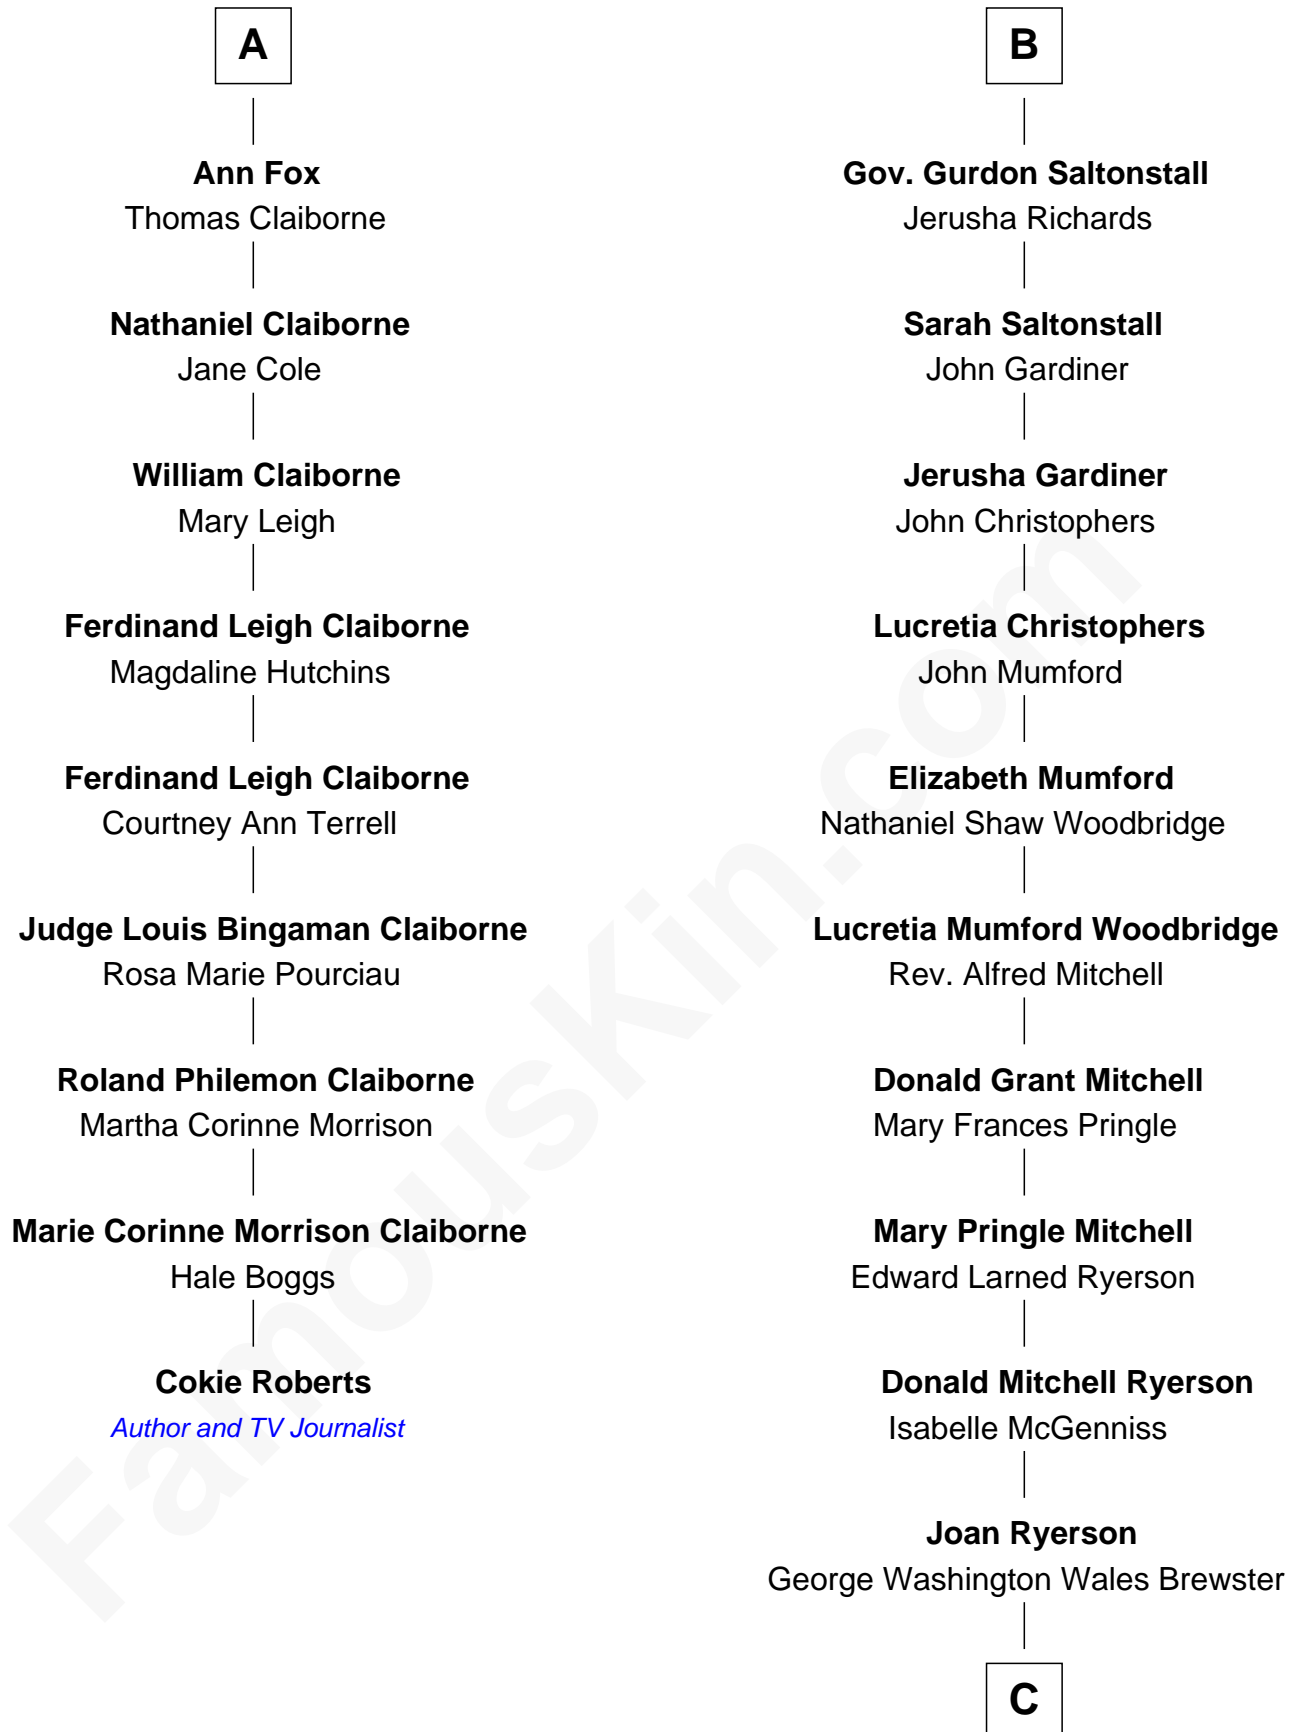 A
Ann Fox
Thomas Claiborne
Nathaniel Claiborne
Jane Cole
William Claiborne
Mary Leigh
Ferdinand Leigh Claiborne
Magdaline Hutchins
Ferdinand Leigh Claiborne
Courtney Ann Terrell
Judge Louis Bingaman Claiborne
Rosa Marie Pourciau
Roland Philemon Claiborne
Martha Corinne Morrison
Marie Corinne Morrison Claiborne
Hale Boggs
Cokie Roberts
Author and TV Journalist
B
Gov. Gurdon Saltonstall
Jerusha Richards
Sarah Saltonstall
John Gardiner
Jerusha Gardiner
John Christophers
Lucretia Christophers
John Mumford
Elizabeth Mumford
Nathaniel Shaw Woodbridge
Lucretia Mumford Woodbridge
Rev. Alfred Mitchell
Donald Grant Mitchell
Mary Frances Pringle
Mary Pringle Mitchell
Edward Larned Ryerson
Donald Mitchell Ryerson
Isabelle McGenniss
Joan Ryerson
George Washington Wales Brewster
C
FamousKin.com